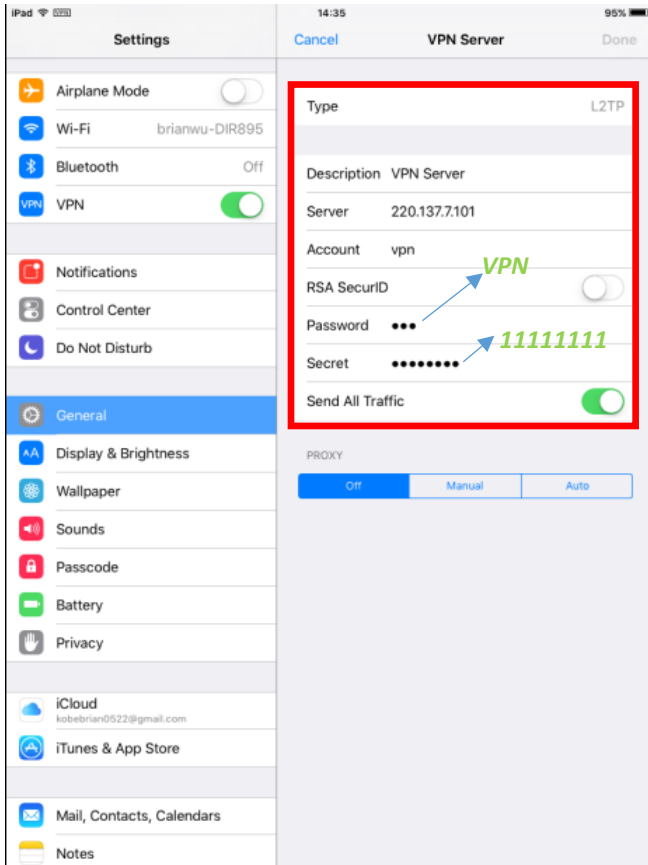 iPad VPN 14:35 95%
Settings
Cancel VPN Server Done
Airplane Mode
Wi-Fi brianwu-DIR895
Bluetooth Off
VPN VPN
Notifications
Control Center
Do Not Disturb
General
AA Display & Brightness
Wallpaper
Sounds
Passcode
Battery
Privacy
iCloud
kobebrian0522@gmail.com
iTunes & App Store
Mail, Contacts, Calendars
Notes
Type L2TP
Description VPN Server
Server 220.137.7.101
Account vpn
VPN
RSA SecurID
Password •••
11111111
Secret ••••••••
Send All Traffic
PROXY
Off Manual Auto